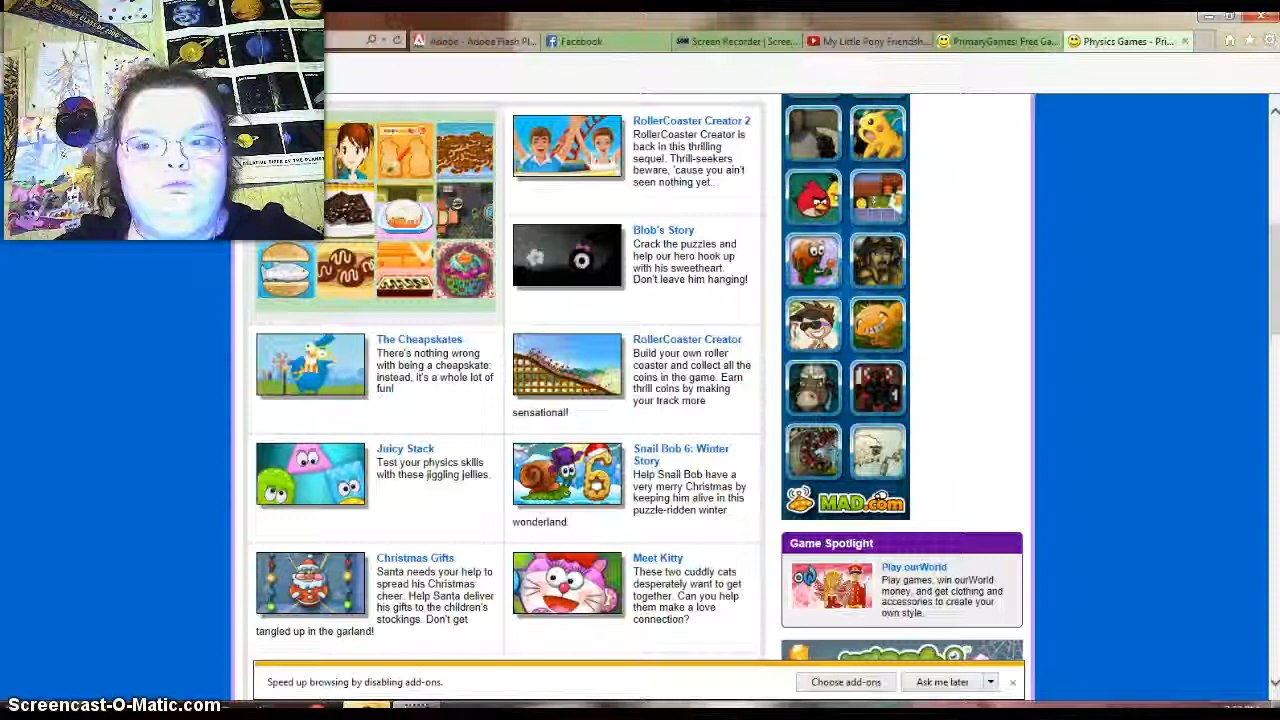 Adobe - Adobe Flash Pl...
Facebook
Screen Recorder (Scree...
My Little Pony Friendsh...
PrimaryGames: Free Ga...
Physics Games - Pri...
RELATIVE SIZES OF THE PLANET
RollerCoaster Creator 2
RollerCoaster Creator is
back in this thrilling
sequel. Thrill-seekers
beware, 'cause you ain't
seen nothing yet...
Blob's Story
Crack the puzzles and
help our hero hook up
with his sweetheart.
Don't leave him hanging!
The Cheapskates
There's nothing wrong
with being a cheapskate:
instead, it's a whole lot of
fun!
RollerCoaster Creator
Build your own roller
coaster and collect all the
coins in the game. Earn
thrill coins by making
your track more
sensational!
Juicy Stack
Test your physics skills
with these jiggling jellies.
Snail Bob 6: Winter
Story
Help Snail Bob have a
very merry Christmas by
keeping him alive in this
puzzle-ridden winter
wonderland.
6
Christmas Gifts
Santa needs your help to
spread his Christmas
cheer. Help Santa deliver
his gifts to the children's
stockings. Don't get
tangled up in the garland!
Meet Kitty
These two cuddly cats
desperately want to get
together. Can you help
them make a love
connection?
MAD.com
Game Spotlight
Play ourWorld
Play games, win ourWorld
money, and get clothing and
accessories to create your
own style.
Speed up browsing by disabling add-ons.
Choose add-ons
Ask me later
Screencast-O-Matic.com